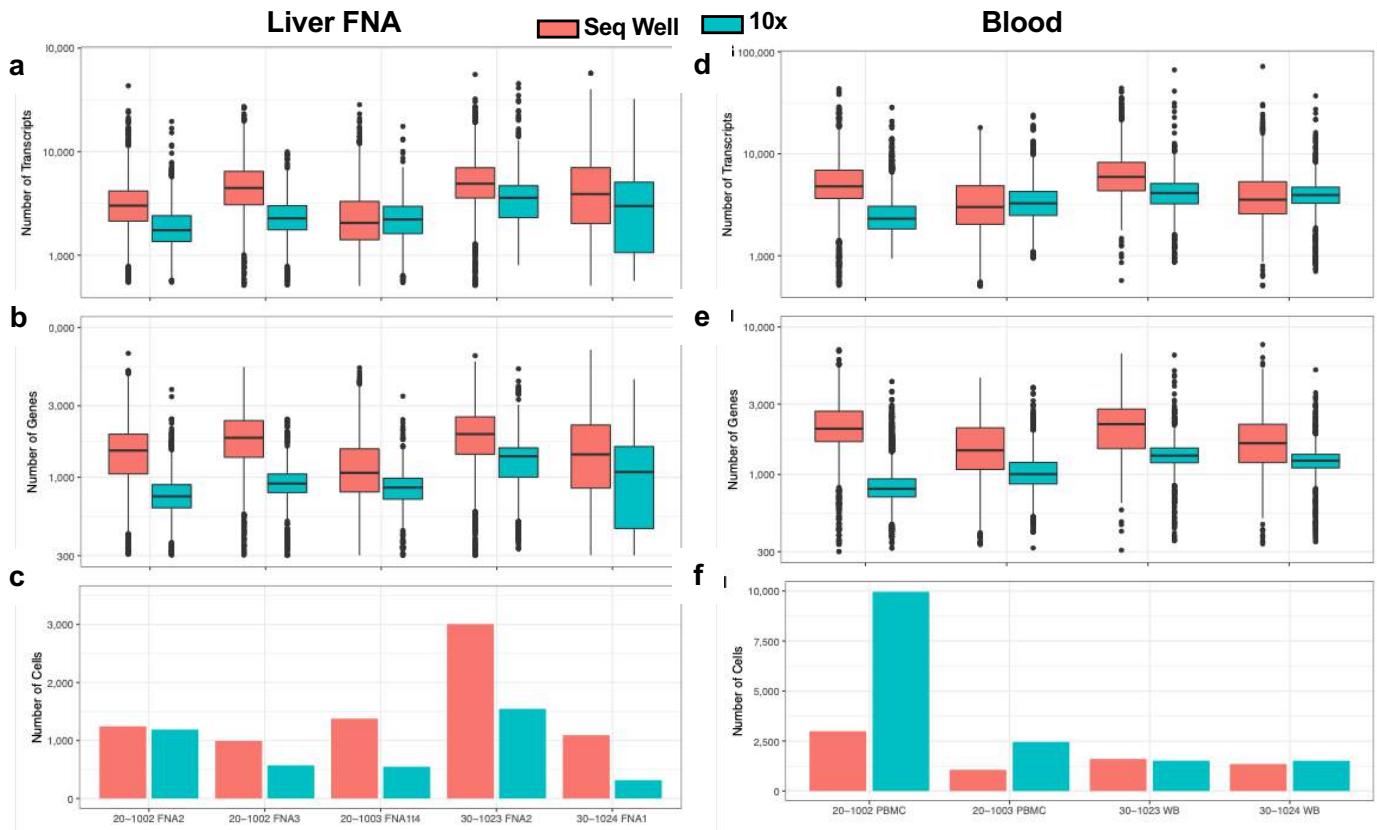 Liver FNA
Seq Well
10x
Blood
a
Number of Transcripts
0,000
10,000
1,000
d
Number of Transcripts
100,000
10,000
1,000
b
Number of Genes
0,000
3,000
1,000
300
e
Number of Genes
10,000
3,000
1,000
300
c
Number of Cells
3,000
2,000
1,000
0
20-1002 FNA2
20-1002 FNA3
20-1003 FNA114
30-1023 FNA2
30-1024 FNA1
f
Number of Cells
10,000
7,500
5,000
2,500
0
20-1002 PBMC
20-1003 PBMC
30-1023 WB
30-1024 WB